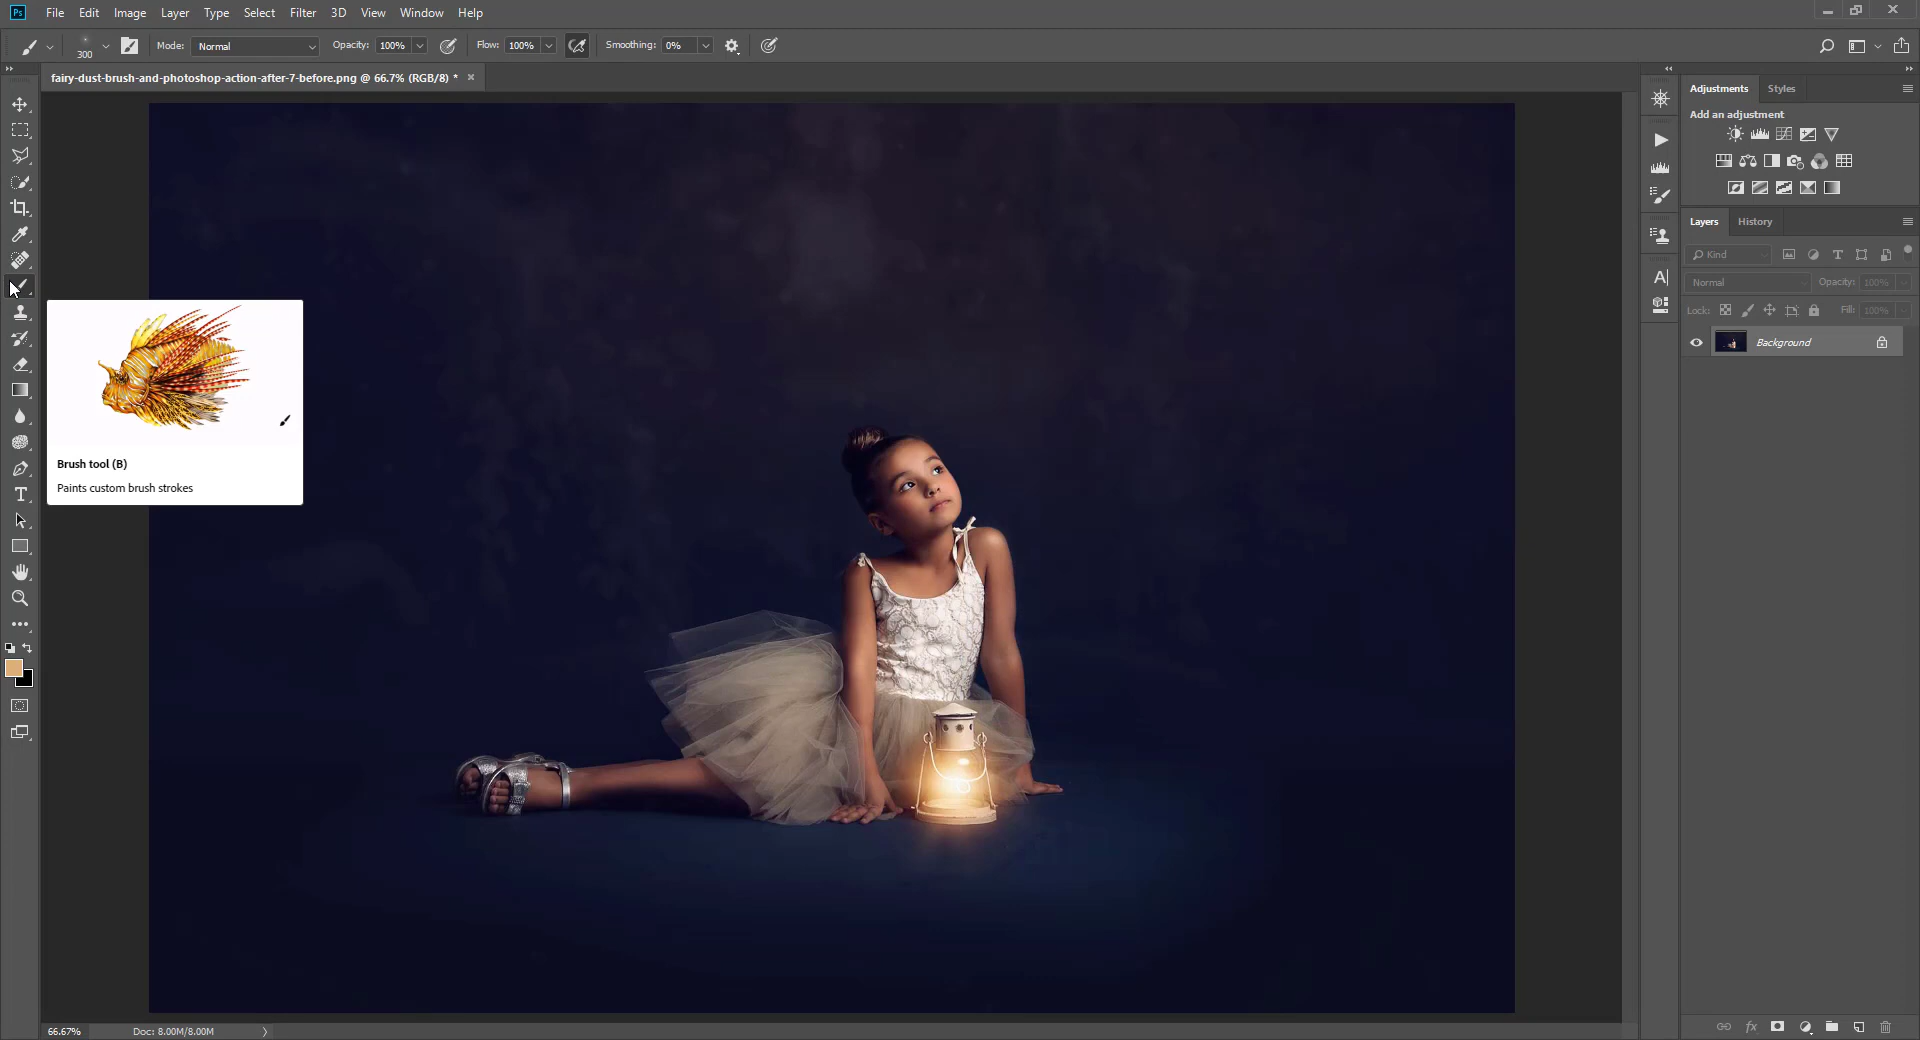 Ps File Edit Image Layer Type Select Filter 3D View Window Help
300 Mode: Normal Opacity: 100% Flow: 100% Smoothing: 0%
fairy-dust-brush-and-photoshop-action-after-7-before.png @ 66.7% (RGB/8) *
Adjustments Styles
Add an adjustment
Layers History
Kind
Normal Opacity: 100%
Lock: Fill: 100%
Background
Brush tool (B)
Paints custom brush strokes
66.67% Doc: 8.00M/8.00M